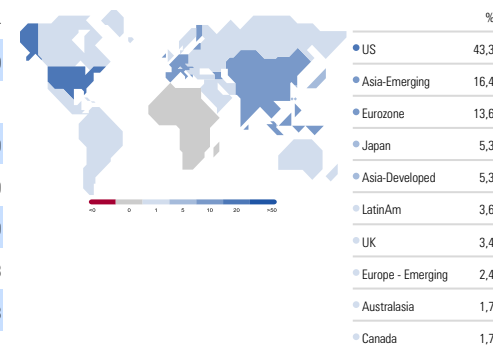 %
US 43,3
Asia-Emerging 16,4
Eurozone 13,6
Japan 5,3
Asia-Developed 5,3
LatinAm 3,6
UK 3,4
Europe - Emerging 2,4
Australasia 1,7
Canada 1,7
<0 0 1 5 10 20 >50